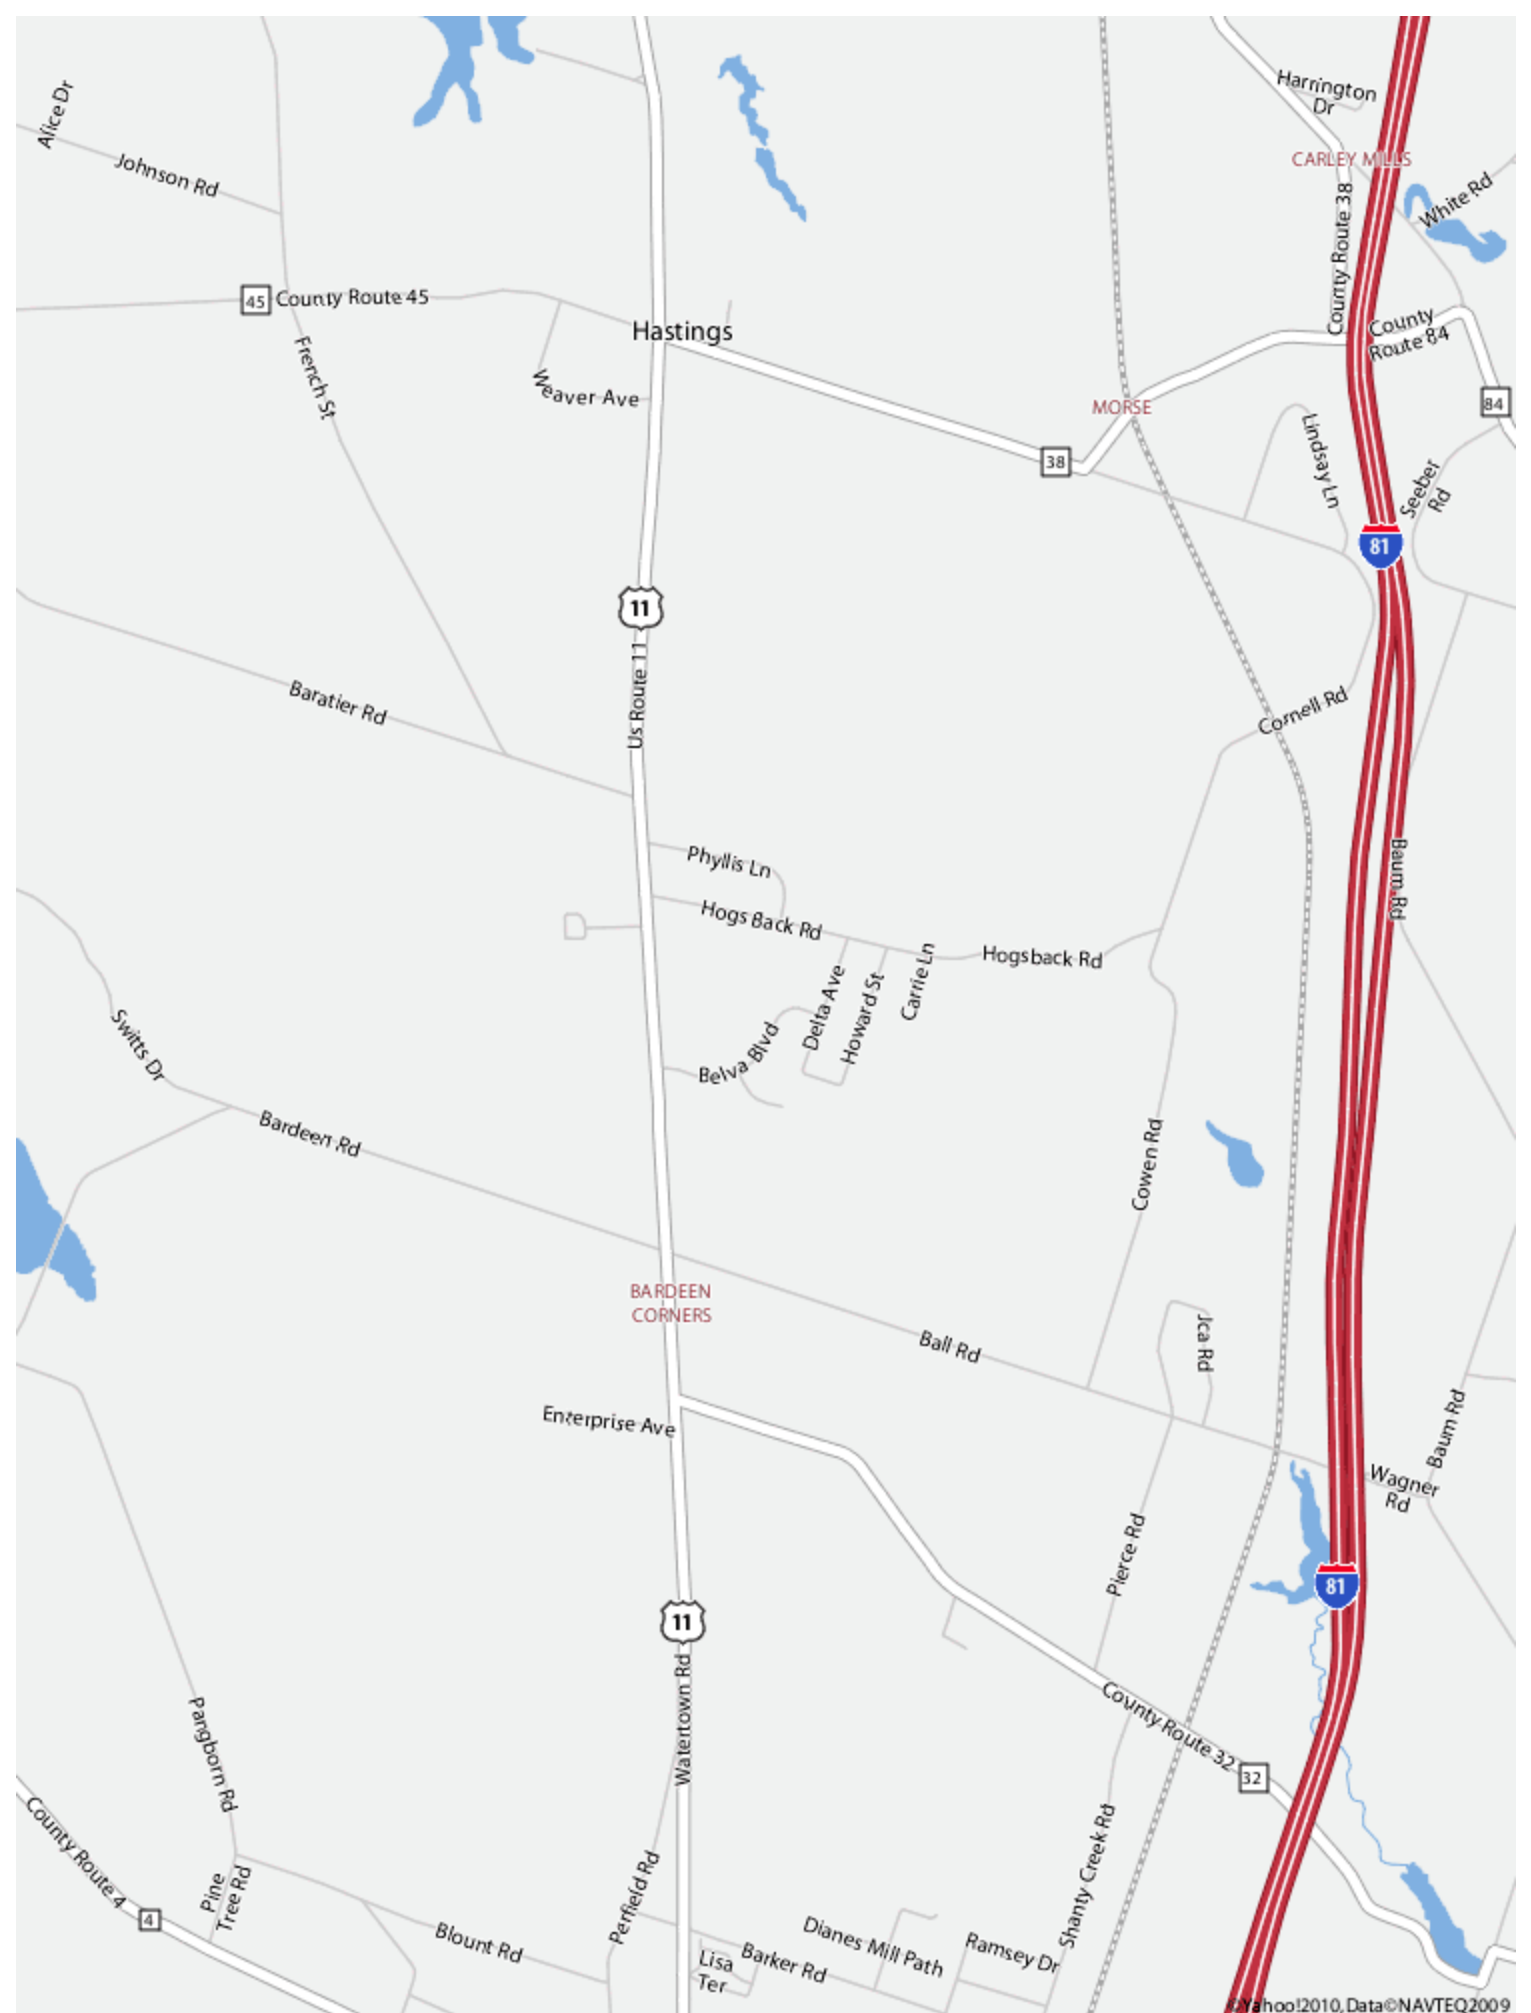 Alice Dr
Johnson Rd
Harrington
Dr
CARLEY MILLS
White Rd
County Route 38
45
County Route 45
Hastings
County
Route 84
French St
Weaver Ave
MORSE
84
38
Lindsay Ln
Seeber
Rd
81
11
Us Route 11
Baratier Rd
Cornell Rd
Phyllis Ln
Baum Rd
Hogs Back Rd
Hogsback Rd
Carrie Ln
Delta Ave
Howard St
Belva Blvd
Switts Dr
Bardeen Rd
Cowen Rd
BARDEEN
CORNERS
Ball Rd
Jca Rd
Enterprise Ave
Baum Rd
Wagner
Rd
Pierce Rd
81
11
Watertown Rd
County Route 32
32
Pangborn Rd
County Route 4
4
Pine
Tree Rd
Perfield Rd
Shanty Creek Rd
Blount Rd
Lisa
Ter
Barker Rd
Dianes Mill Path
Ramsey Dr
©Yahoo!2010, Data©NAVTEQ2009